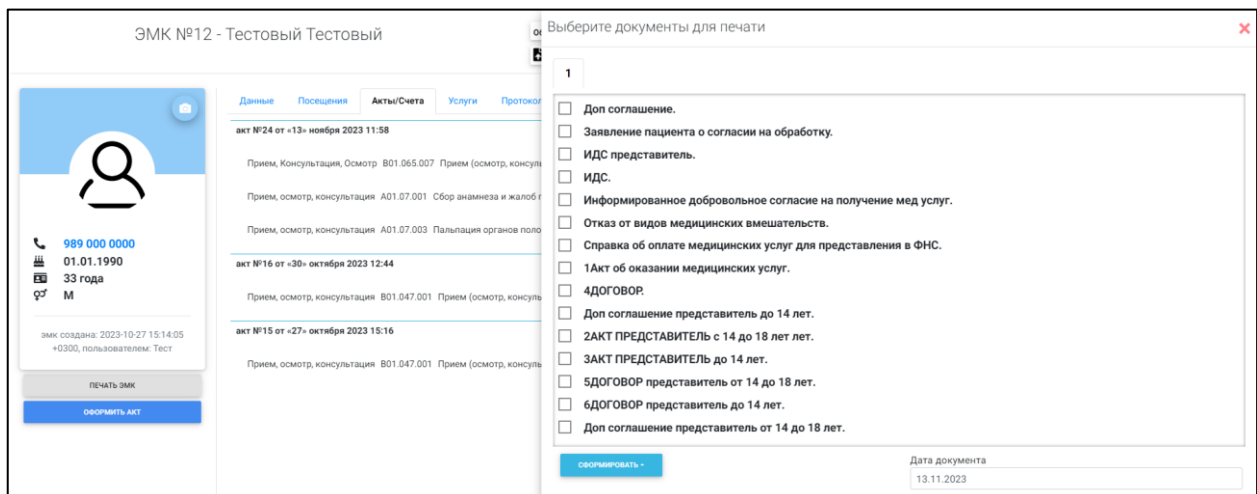 ЭМК №12 - Тестовый Тестовый
989 000 0000
01.01.1990
33 года
М
эмк создана: 2023-10-27 15:14:05
+0300, пользователем: Тест
ПЕЧАТЬ ЭМК
ОФОРМИТЬ АКТ
Данные Посещения Акты/Счета Услуги
акт №24 от «13» ноября 2023 11:58
Прием, Консультация, Осмотр B01.065.007 Прием (осмотр,
Прием, осмотр, консультация A01.07.001 Сбор анамнеза и жалоб
Прием, осмотр, консультация A01.07.003 Пальпация органов
акт №16 от «30» октября 2023 12:44
Прием, осмотр, консультация B01.047.001 Прием (осмотр,
акт №15 от «27» октября 2023 15:16
Прием, осмотр, консультация B01.047.001 Прием (осмотр,
Выберите документы для печати
1
Доп соглашение.
Заявление пациента о согласии на обработку.
ИДС представитель.
ИДС.
Информированное добровольное согласие на получение мед услуг.
Отказ от видов медицинских вмешательств.
Справка об оплате медицинских услуг для представления в ФНС.
1Акт об оказании медицинских услуг.
4ДОГОВОР.
Доп соглашение представитель до 14 лет.
2АКТ ПРЕДСТАВИТЕЛЬ с 14 до 18 лет лет.
3АКТ ПРЕДСТАВИТЕЛЬ до 14 лет.
5ДОГОВОР представитель от 14 до 18 лет.
6ДОГОВОР представитель до 14 лет.
Доп соглашение представитель от 14 до 18 лет.
СФОРМИРОВАТЬ
Дата документа
13.11.2023